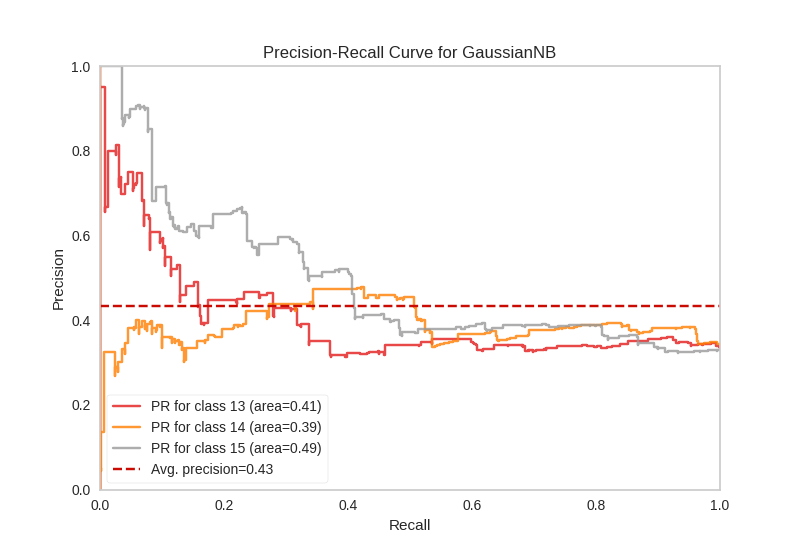 Precision-Recall Curve for GaussianNB
1.0
0.8
0.6
0.4
0.2
0.0
Precision
PR for class 13 (area=0.41)
PR for class 14 (area=0.39)
PR for class 15 (area=0.49)
Avg. precision=0.43
0.0 0.2 0.4 0.6 0.8 1.0
Recall